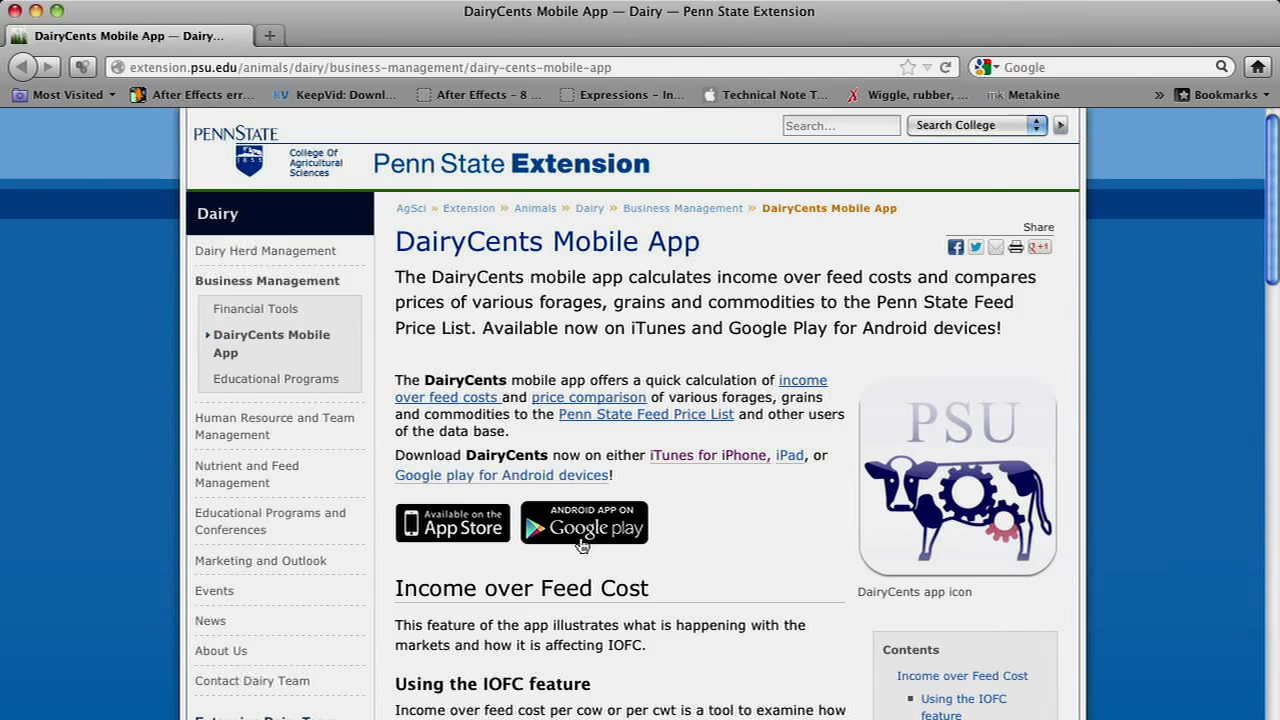 DairyCents Mobile App — Dairy — Penn State Extension
DairyCents Mobile App — Dairy...
extension.psu.edu/animals/dairy/business-management/dairy-cents-mobile-app
Google
Most Visited
After Effects err...
KV KeepVid: Downl...
After Effects - 8 ...
Expressions - In...
Technical Note T...
Wiggle, rubber, ...
mk Metakine
»
Bookmarks
PENNSTATE
1855
College Of
Agricultural
Sciences
Penn State Extension
Search...
Search College
Dairy
Dairy Herd Management
Business Management
Financial Tools
DairyCents Mobile
App
Educational Programs
Human Resource and Team
Management
Nutrient and Feed
Management
Educational Programs and
Conferences
Marketing and Outlook
Events
News
About Us
Contact Dairy Team
AgSci » Extension » Animals » Dairy » Business Management » DairyCents Mobile App
Share
+1
DairyCents Mobile App
The DairyCents mobile app calculates income over feed costs and compares
prices of various forages, grains and commodities to the Penn State Feed
Price List. Available now on iTunes and Google Play for Android devices!
The DairyCents mobile app offers a quick calculation of income
over feed costs and price comparison of various forages, grains
and commodities to the Penn State Feed Price List and other users
of the data base.
Download DairyCents now on either iTunes for iPhone, iPad, or
Google play for Android devices!
Available on the
App Store
ANDROID APP ON
Google play
PSU
DairyCents app icon
Income over Feed Cost
This feature of the app illustrates what is happening with the
markets and how it is affecting IOFC.
Using the IOFC feature
Income over feed cost per cow or per cwt is a tool to examine how
Contents
Income over Feed Cost
Using the IOFC
feature